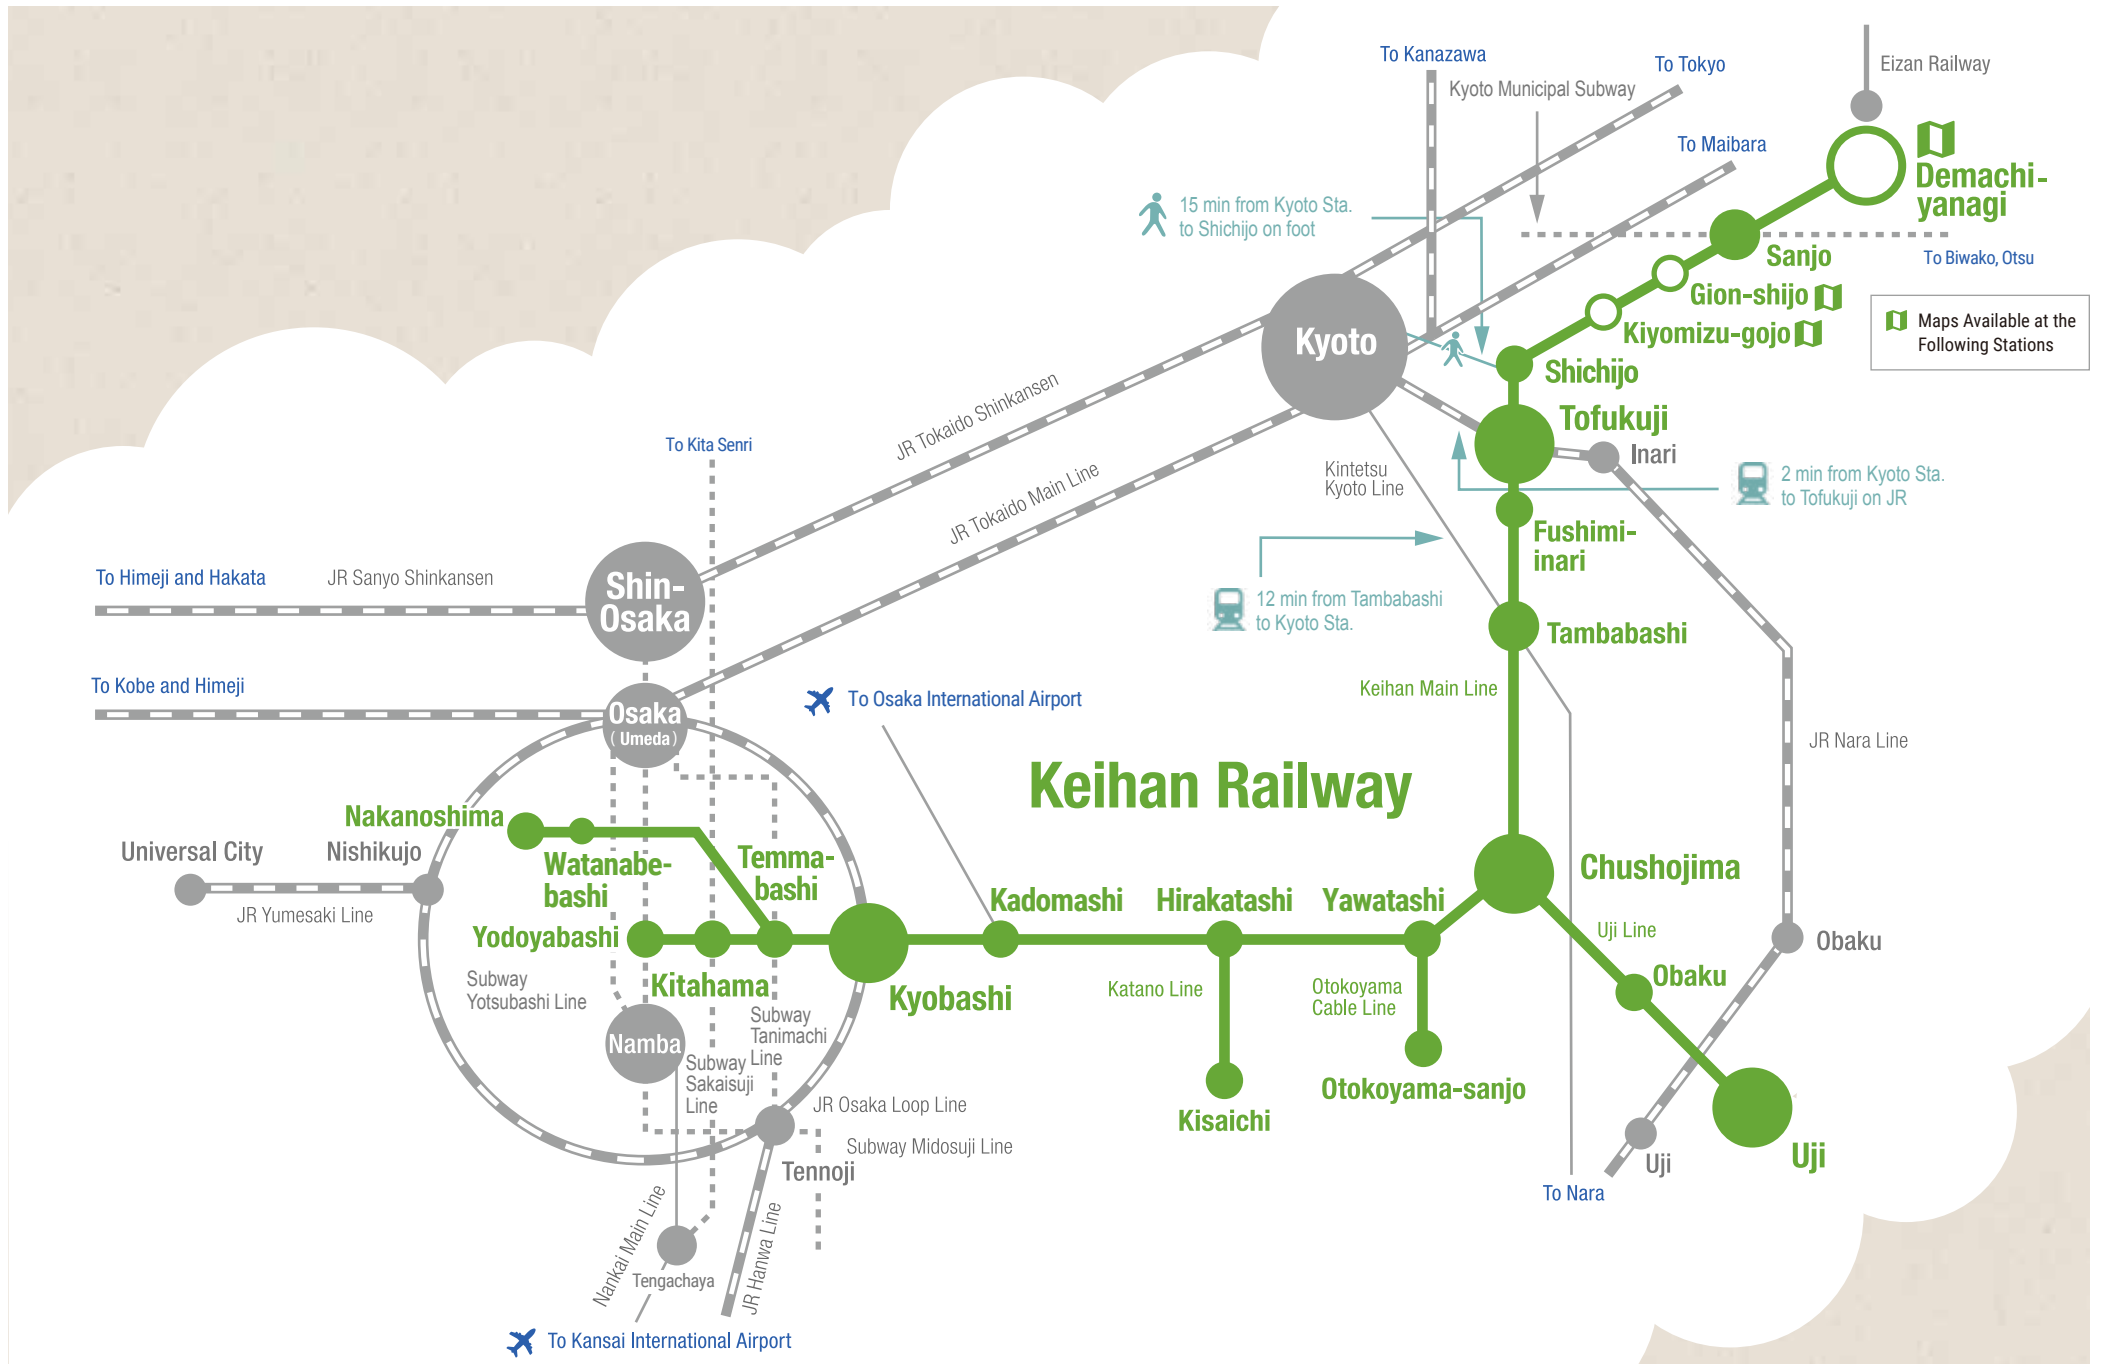 To Kanazawa
To Tokyo
Eizan Railway
Kyoto Municipal Subway
To Maibara
Demachi-
yanagi
15 min from Kyoto Sta.
to Shichijo on foot
Sanjo
To Biwako, Otsu
Gion-shijo
Kiyomizu-gojo
Maps Available at the
Following Stations
Kyoto
Shichijo
Tofukuji
Inari
JR Tokaido Shinkansen
To Kita Senri
Kintetsu
Kyoto Line
2 min from Kyoto Sta.
to Tofukuji on JR
JR Tokaido Main Line
Fushimi-
inari
To Himeji and Hakata
JR Sanyo Shinkansen
Shin-
Osaka
12 min from Tambabashi
to Kyoto Sta.
Tambabashi
To Kobe and Himeji
Osaka
(Umeda)
To Osaka International Airport
Keihan Main Line
JR Nara Line
Keihan Railway
Nakanoshima
Universal City
Nishikujo
Watanabe-
bashi
Temma-
bashi
Chushojima
JR Yumesaki Line
Kadomashi
Hirakatashi
Yawatashi
Yodoyabashi
Uji Line
Obaku
Subway
Yotsubashi Line
Kitahama
Kyobashi
Katano Line
Otokoyama
Cable Line
Obaku
Namba
Subway
Tanimachi
Line
Subway
Sakaisuji
Line
Otokoyama-sanjo
JR Osaka Loop Line
Kisaichi
Subway Midosuji Line
Tennoji
Uji
Uji
To Nara
Nankai Main Line
JR Hanwa Line
Tengachaya
To Kansai International Airport